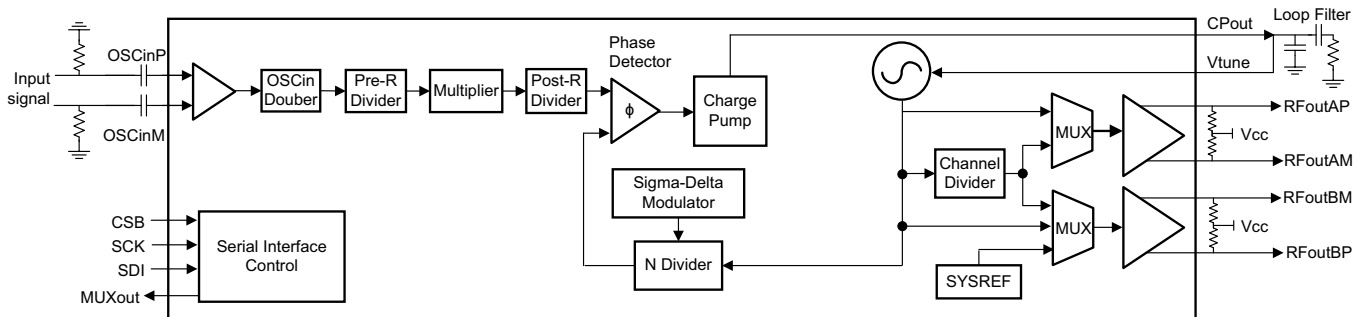 CPout
Loop Filter
OSCinP
Phase
Detector
Vtune
Input
signal
OSCin
Douber
Pre-R
Divider
Multiplier
Post-R
Divider
ϕ
Charge
Pump
MUX
RFoutAP
Vcc
RFoutAM
OSCinM
Channel
Divider
Sigma-Delta
Modulator
RFoutBM
MUX
Vcc
RFoutBP
CSB
SCK
SDI
MUXout
Serial Interface
Control
N Divider
SYSREF